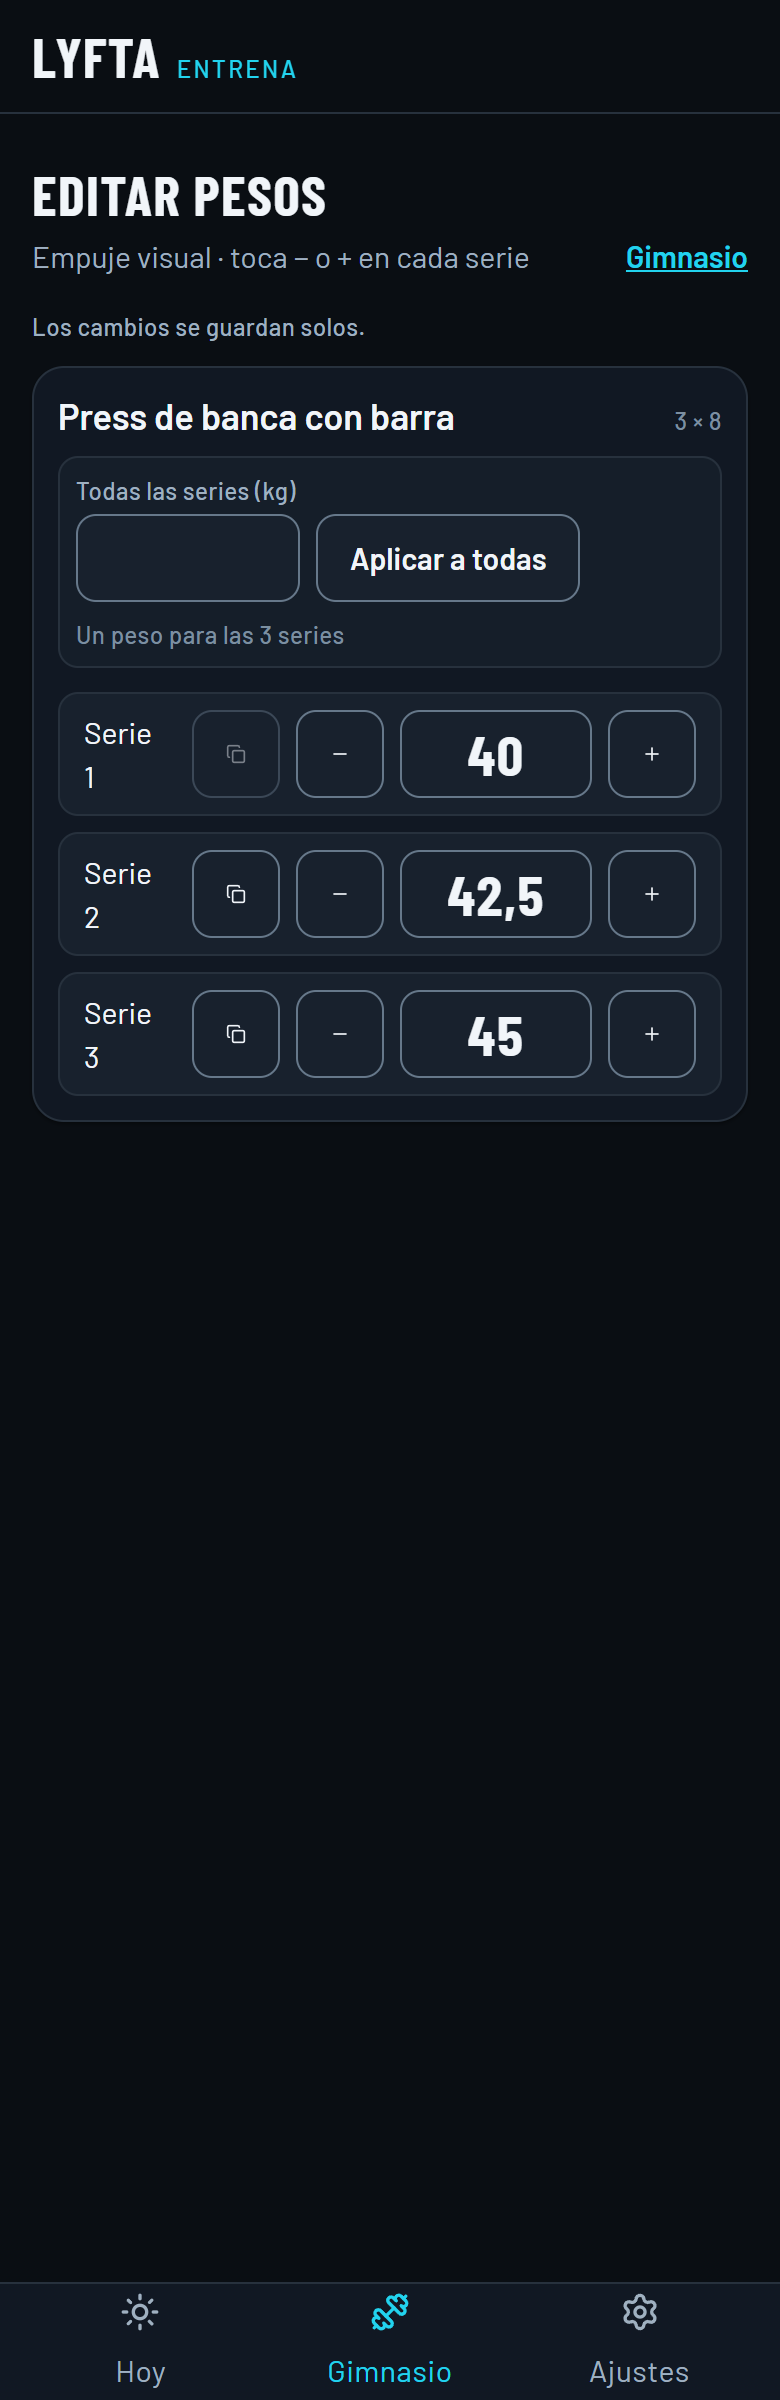 LYFTA ENTRENA
EDITAR PESOS
Empuje visual · toca − o + en cada serie Gimnasio
Los cambios se guardan solos.
Press de banca con barra 3 × 8
Todas las series (kg)
Aplicar a todas
Un peso para las 3 series
Serie
1
− 40 +
Serie
2
− 42,5 +
Serie
3
− 45 +
Hoy Gimnasio Ajustes